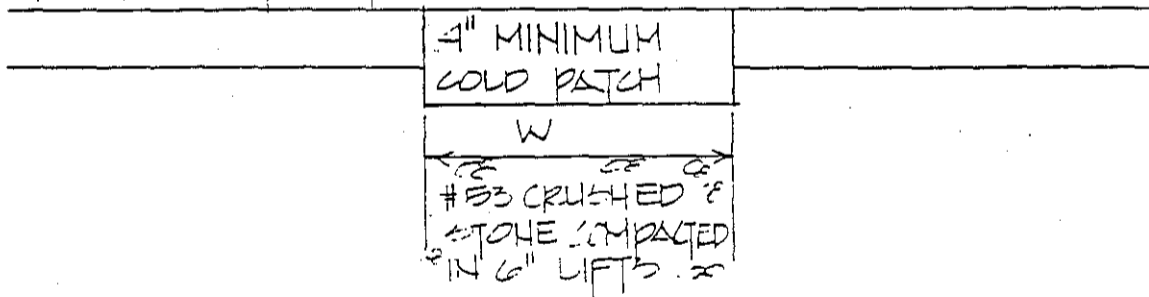 4" MINIMUM
COLD PATCH
W
#53 CRUSHED
STONE COMPACTED
IN 6" LIFTS